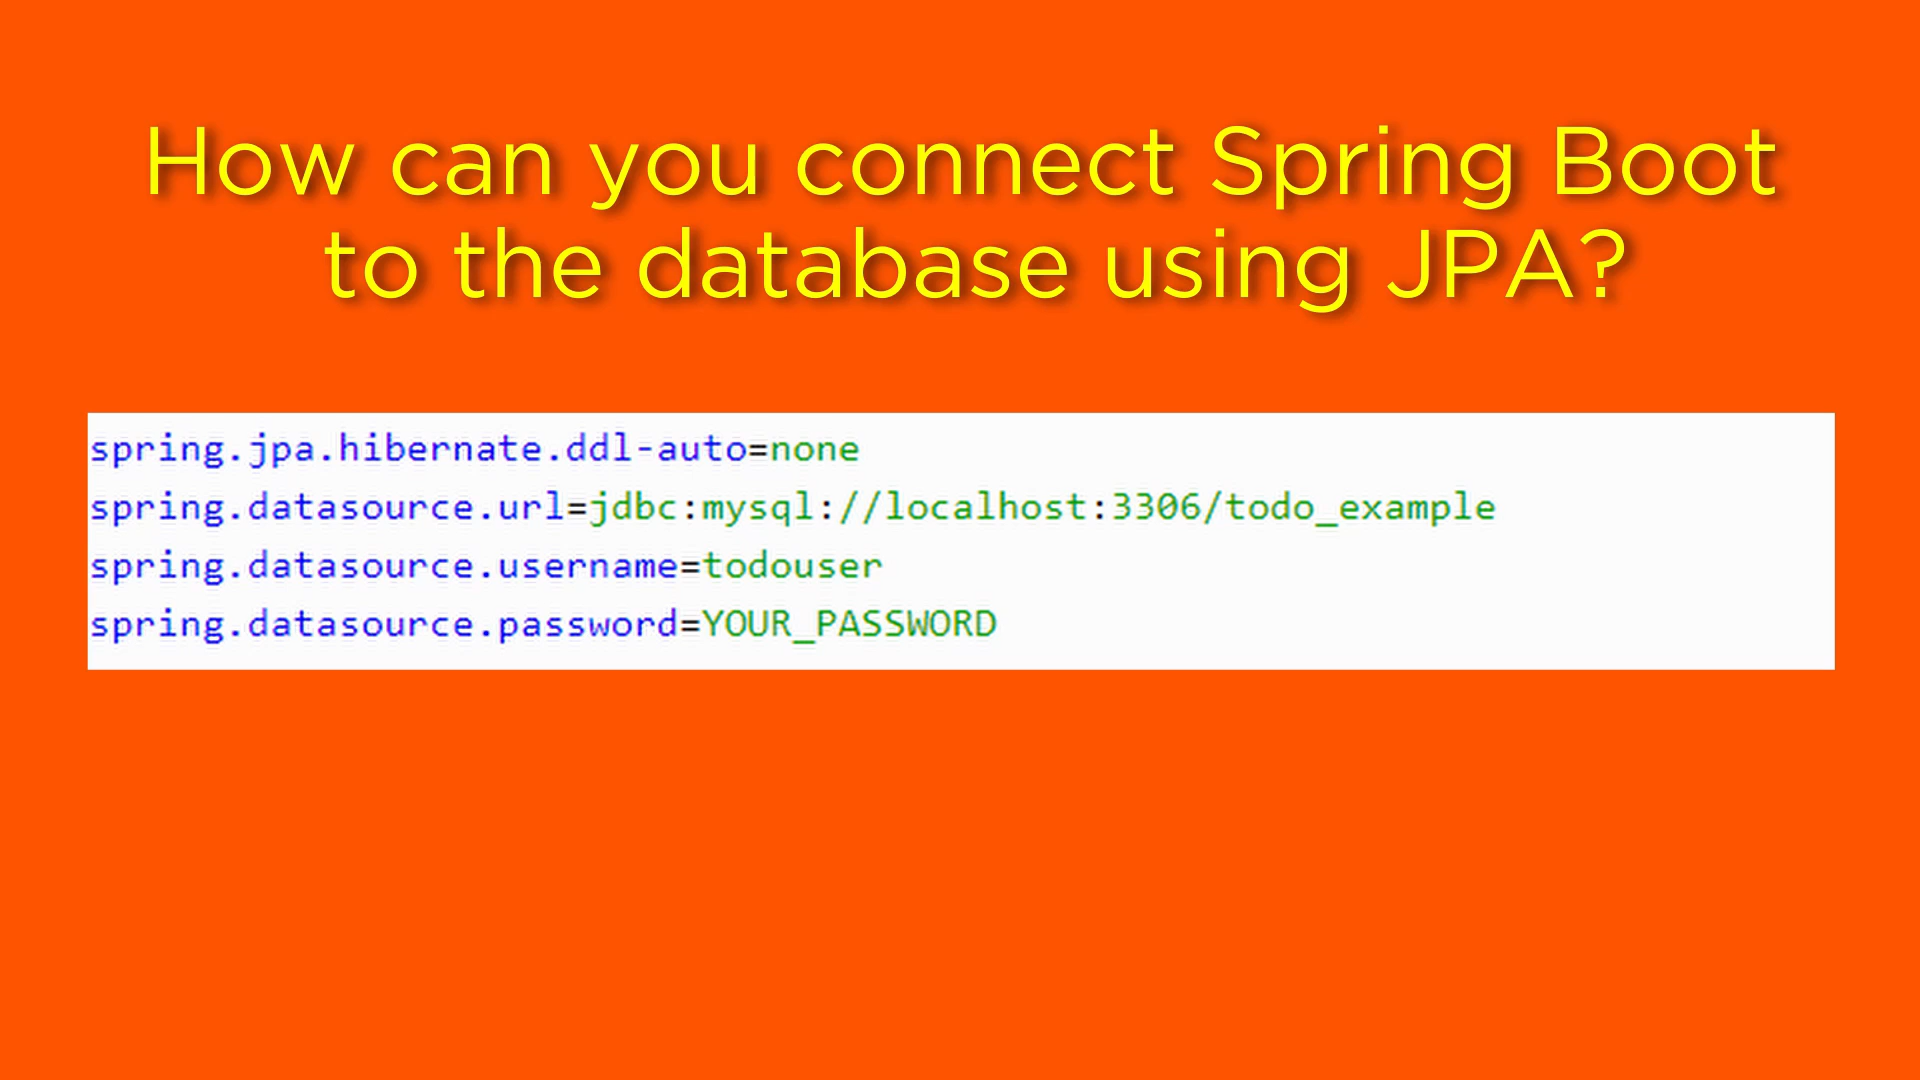 How can you connect Spring Boot
to the database using JPA?
spring.jpa.hibernate.ddl-auto=none
spring.datasource.url=jdbc:mysql://localhost:3306/todo_example
spring.datasource.username=todouser
spring.datasource.password=YOUR_PASSWORD